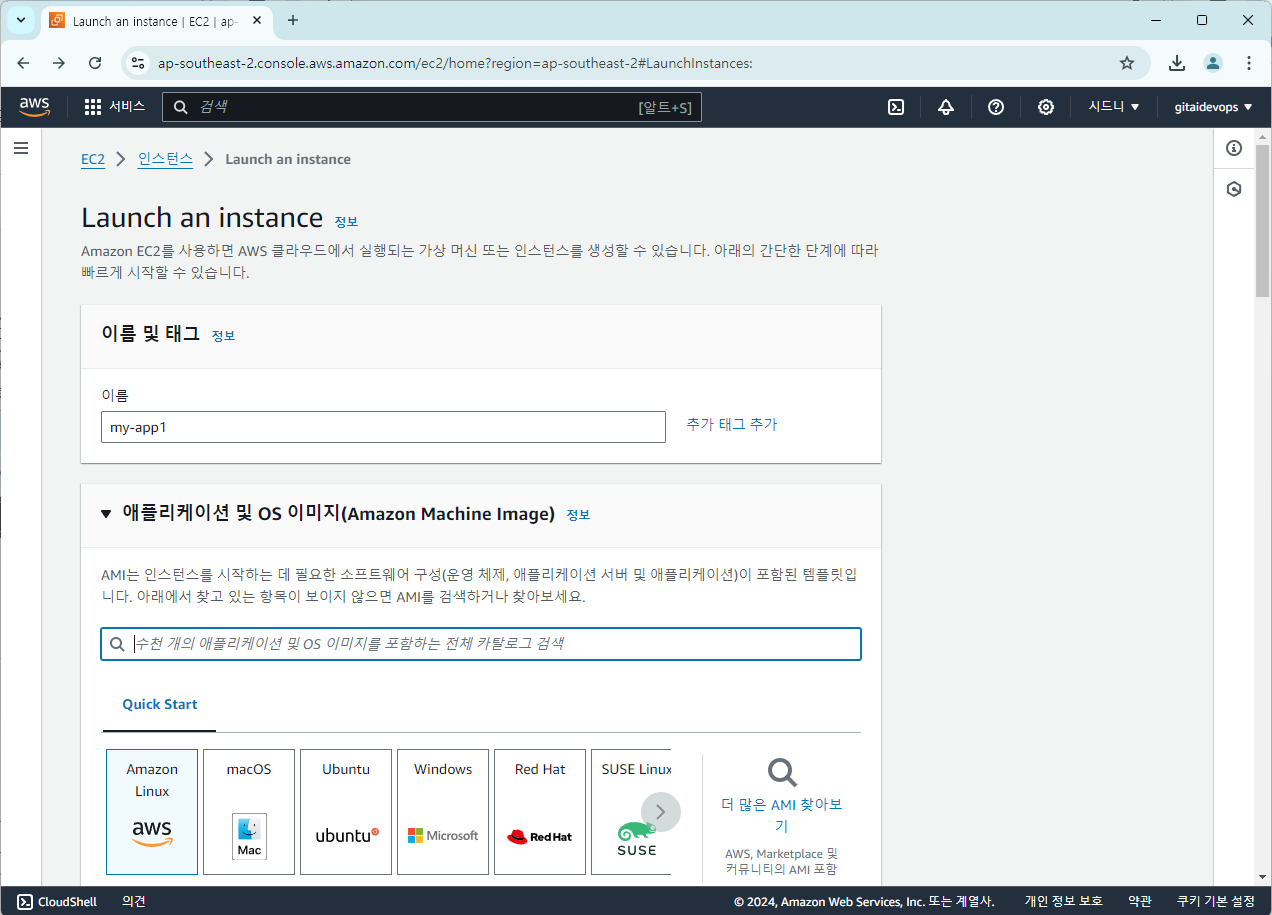 Launch an instance | EC2 | ap-
ap-southeast-2.console.aws.amazon.com/ec2/home?region=ap-southeast-2#LaunchInstances:
aws
서비스
검색
[알트+S]
시드니 ▼
gitaidevops ▼
EC2 > 인스턴스 > Launch an instance
Launch an instance 정보
Amazon EC2를 사용하면 AWS 클라우드에서 실행되는 가상 머신 또는 인스턴스를 생성할 수 있습니다. 아래의 간단한 단계에 따라
빠르게 시작할 수 있습니다.
이름 및 태그 정보
이름
my-app1
추가 태그 추가
▼ 애플리케이션 및 OS 이미지(Amazon Machine Image) 정보
AMI는 인스턴스를 시작하는 데 필요한 소프트웨어 구성(운영 체제, 애플리케이션 서버 및 애플리케이션)이 포함된 템플릿입
니다. 아래에서 찾고 있는 항목이 보이지 않으면 AMI를 검색하거나 찾아보세요.
수천 개의 애플리케이션 및 OS 이미지를 포함하는 전체 카탈로그 검색
Quick Start
Amazon
Linux
aws
macOS
Mac
Ubuntu
ubuntu
Windows
Microsoft
Red Hat
Red Hat
SUSE Linux
SUSE
더 많은 AMI 찾아보
기
AWS, Marketplace 및
커뮤니티의 AMI 포함
CloudShell
의견
© 2024, Amazon Web Services, Inc. 또는 계열사.
개인 정보 보호
약관
쿠키 기본 설정